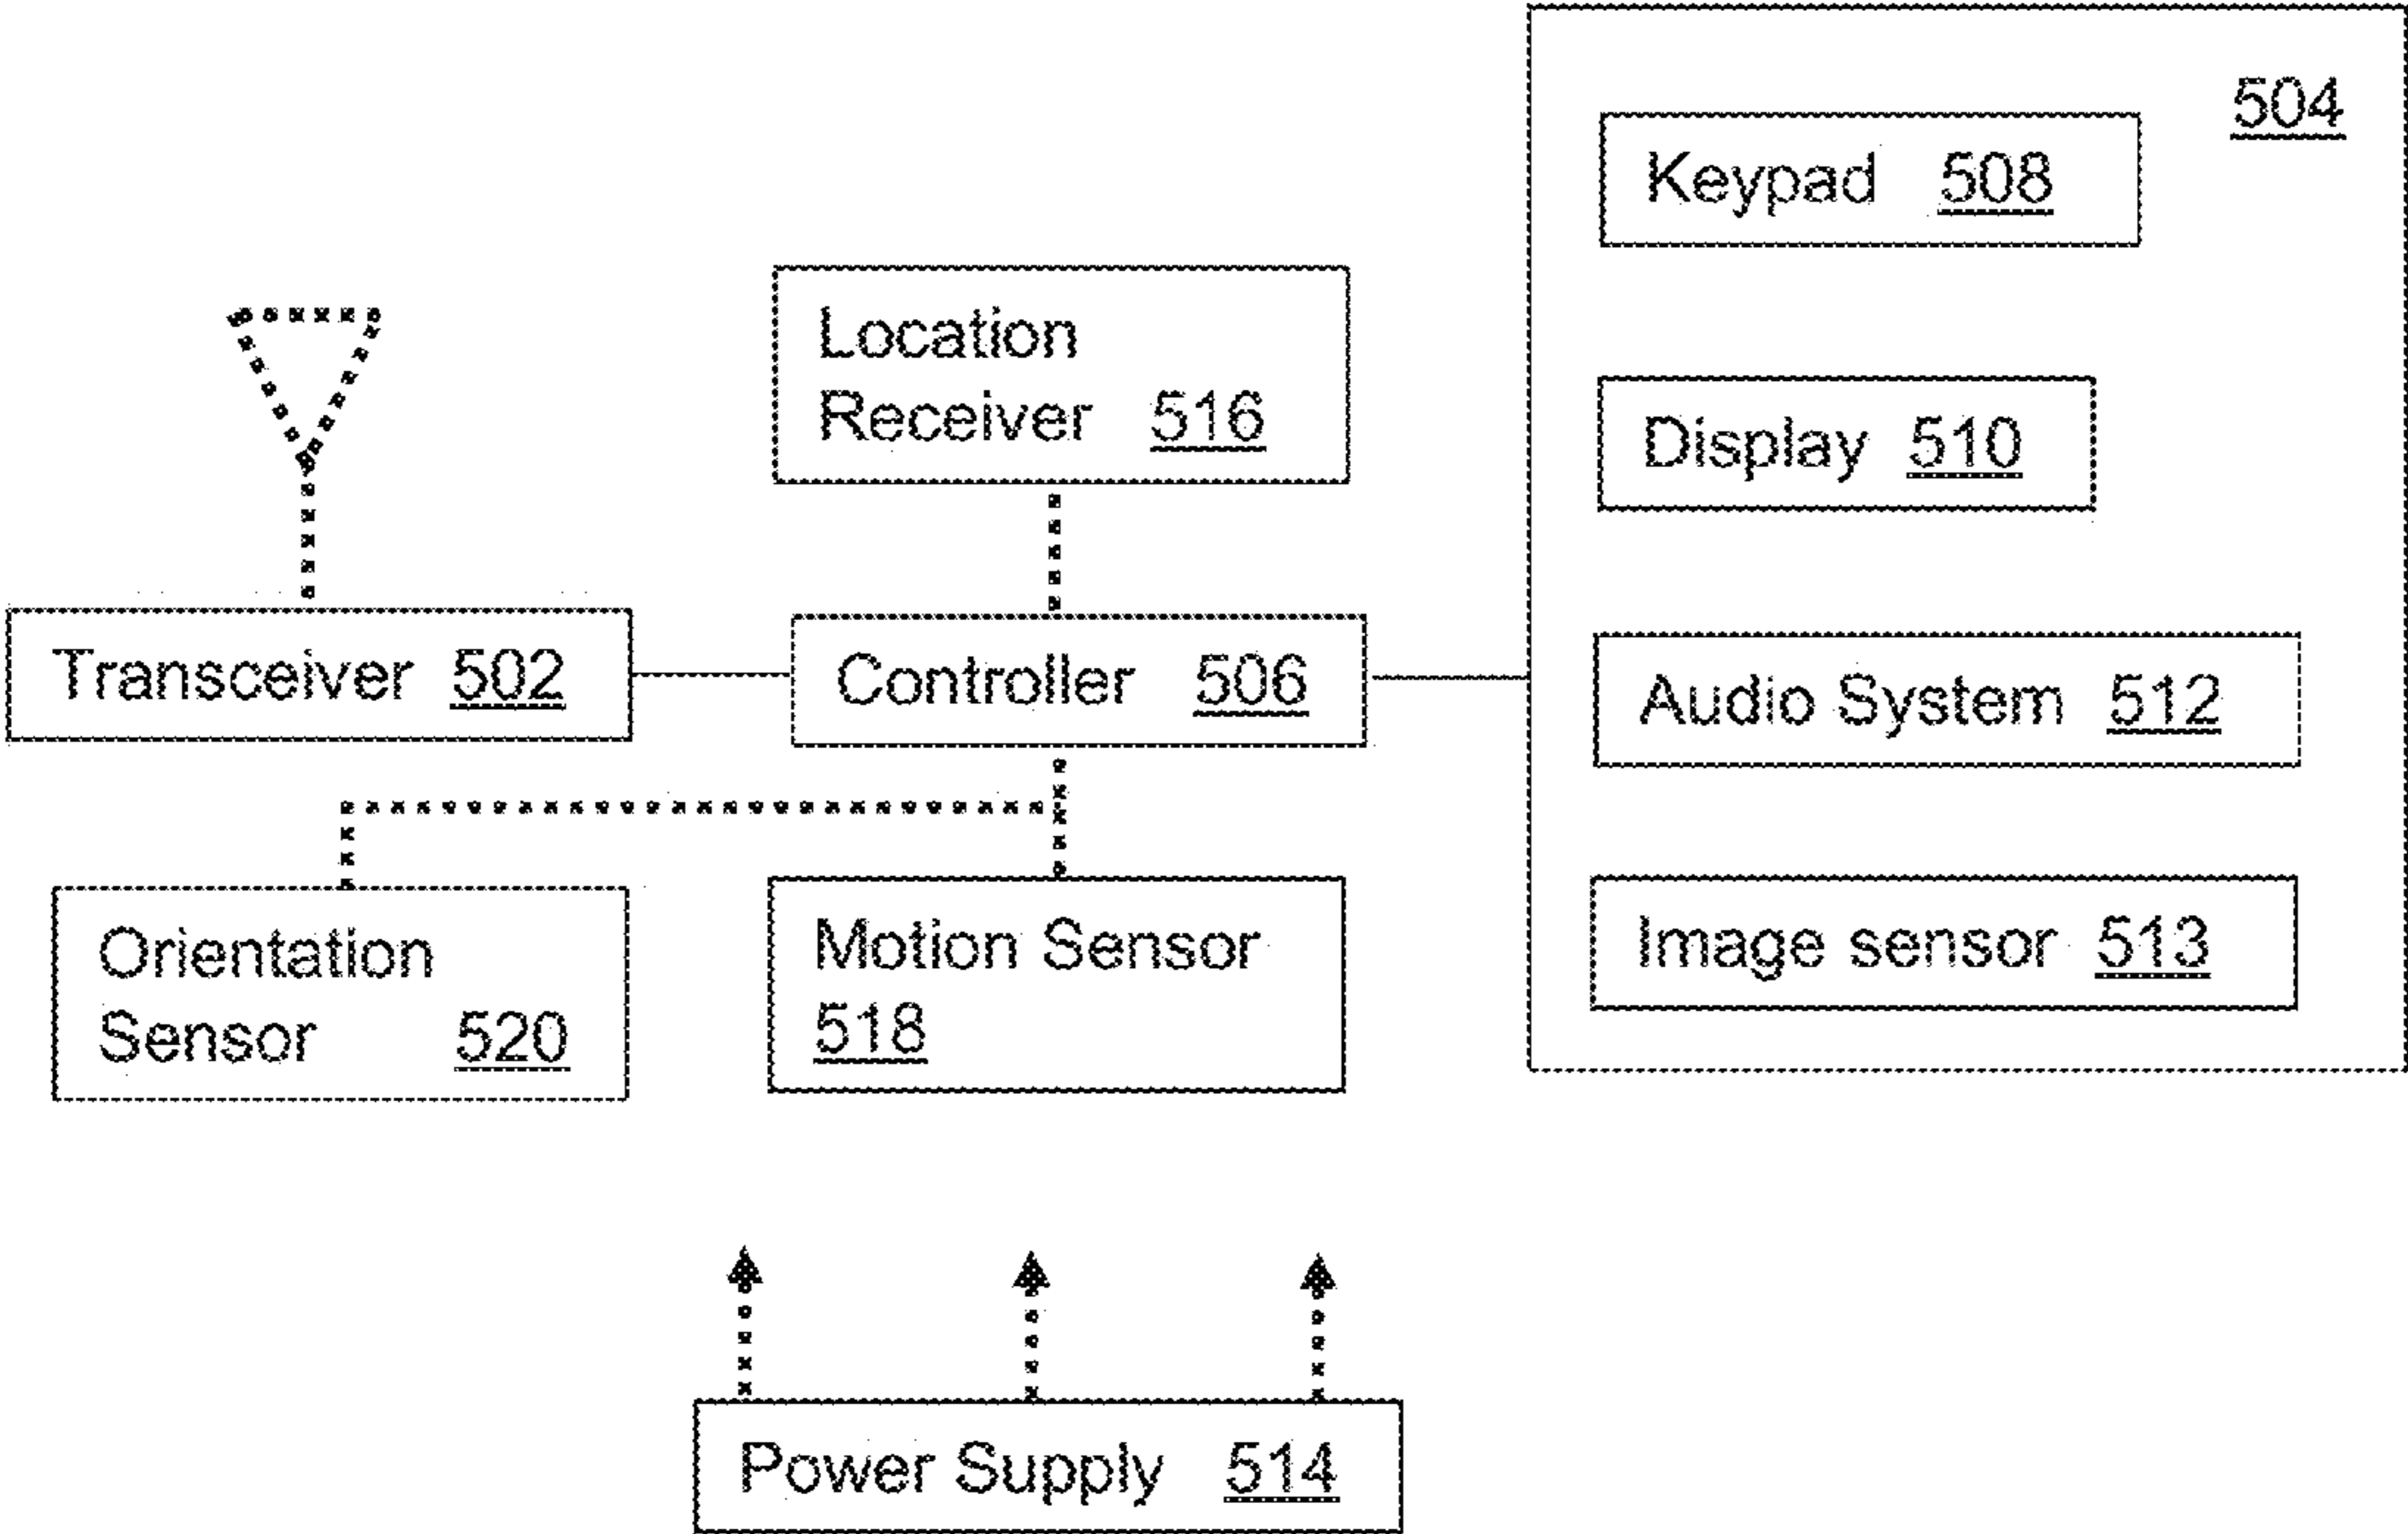 504
Keypad 508
Location
Receiver 516
Display 510
Transceiver 502
Controller 506
Audio System 512
Orientation
Sensor 520
Motion Sensor
518
Image sensor 513
Power Supply 514